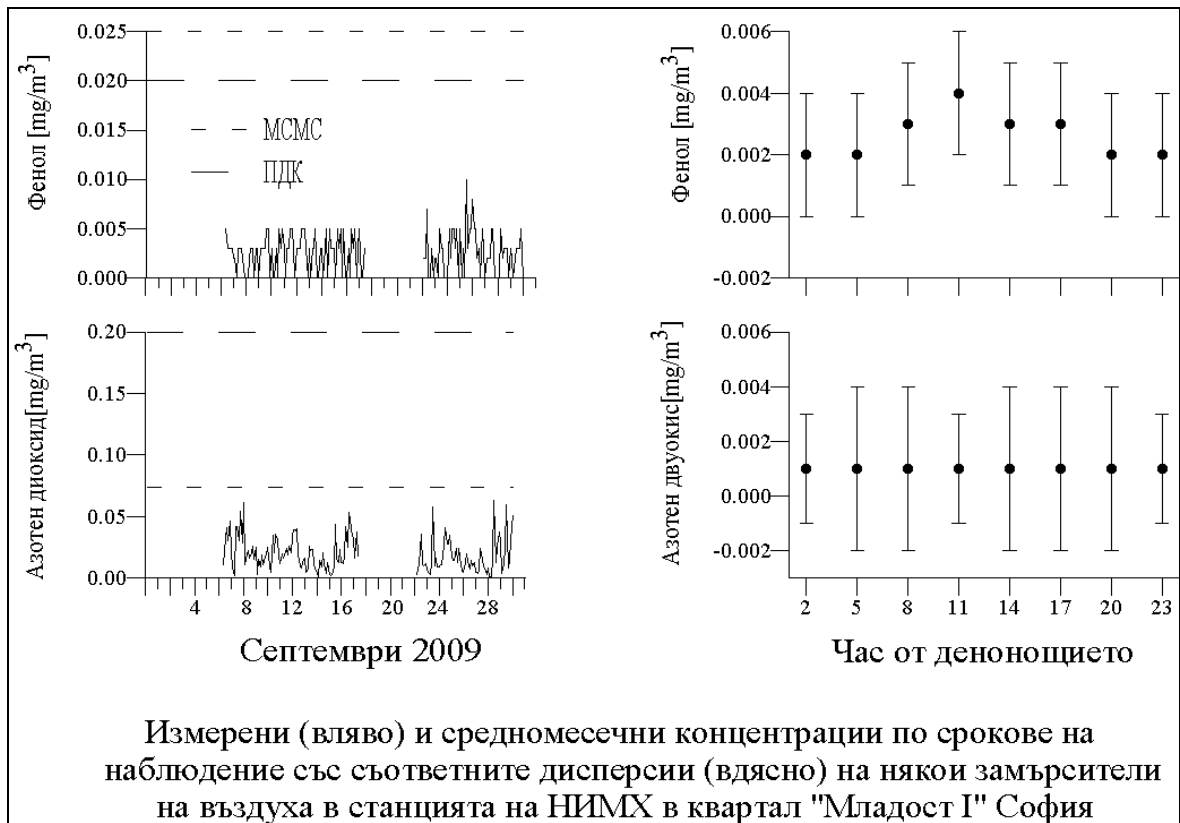 Фенол [mg/m³]
0.025
0.020
0.015
0.010
0.005
0.000
МСМС
ПДК
Фенол [mg/m³]
0.006
0.004
0.002
0.000
-0.002
Азотен диоксид[mg/m³]
0.20
0.15
0.10
0.05
0.00
4 8 12 16 20 24 28
Септември 2009
Азотен двуокис[mg/m³]
0.006
0.004
0.002
0.000
-0.002
2 5 8 11 14 17 20 23
Час от денонощието
Измерени (вляво) и средномесечни концентрации по срокове на
наблюдение със съответните дисперсии (вдясно) на някои замърсители
на въздуха в станцията на НИМХ в квартал "Младост I" София